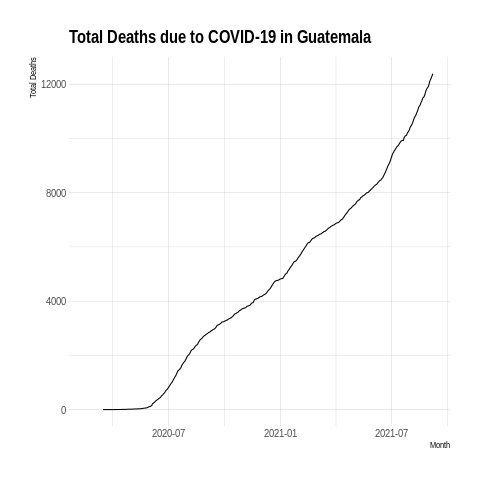 Total Deaths due to COVID-19 in Guatemala
Total Deaths
12000
8000
4000
0
2020-07
2021-01
2021-07
Month